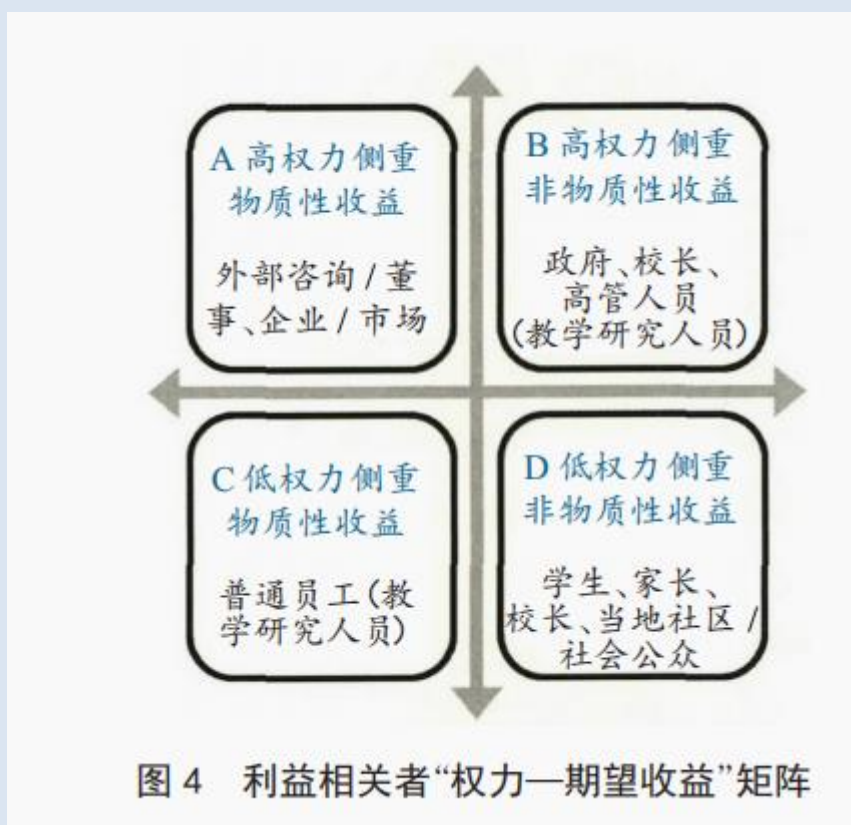 A 高权力侧重
物质性收益
外部咨询 / 董
事、企业 / 市场
B 高权力侧重
非物质性收益
政府、校长、
高管人员
(教学研究人员)
C 低权力侧重
物质性收益
普通员工(教
学研究人员)
D 低权力侧重
非物质性收益
学生、家长、
校长、当地社区 /
社会公众
图 4 利益相关者“权力—期望收益”矩阵